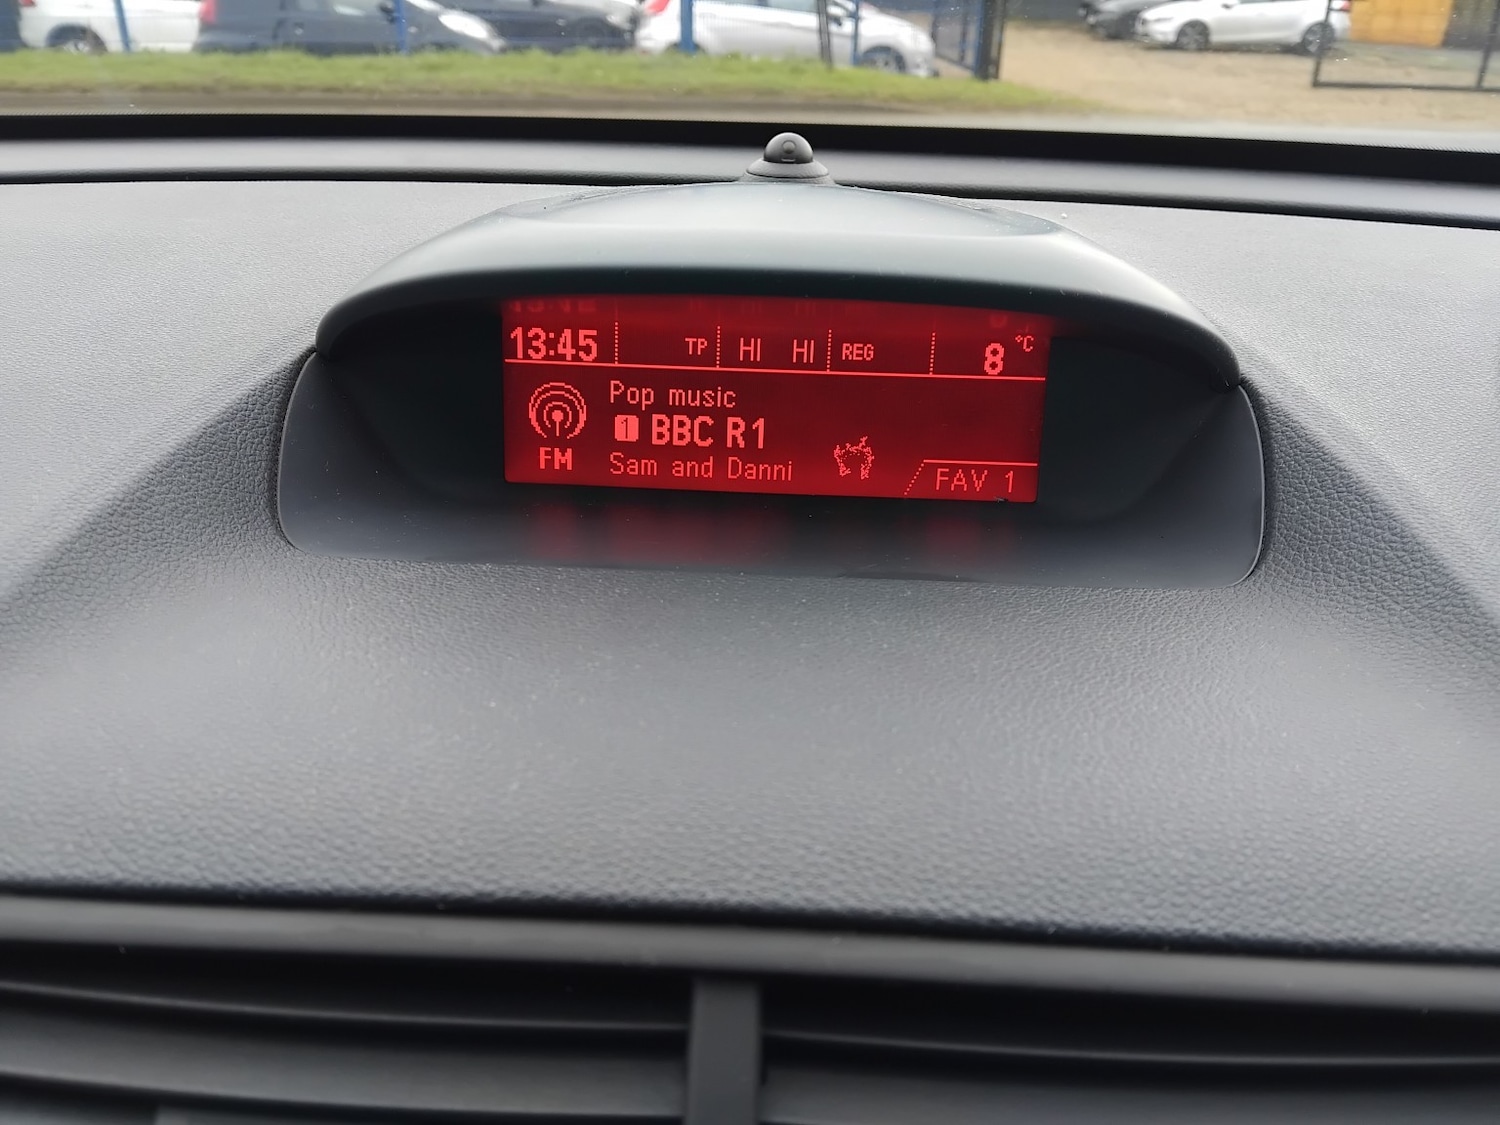 13:45 TP HI HI REG 8 °C
Pop music
1 BBC R1
FM
Sam and Danni
FAV 1